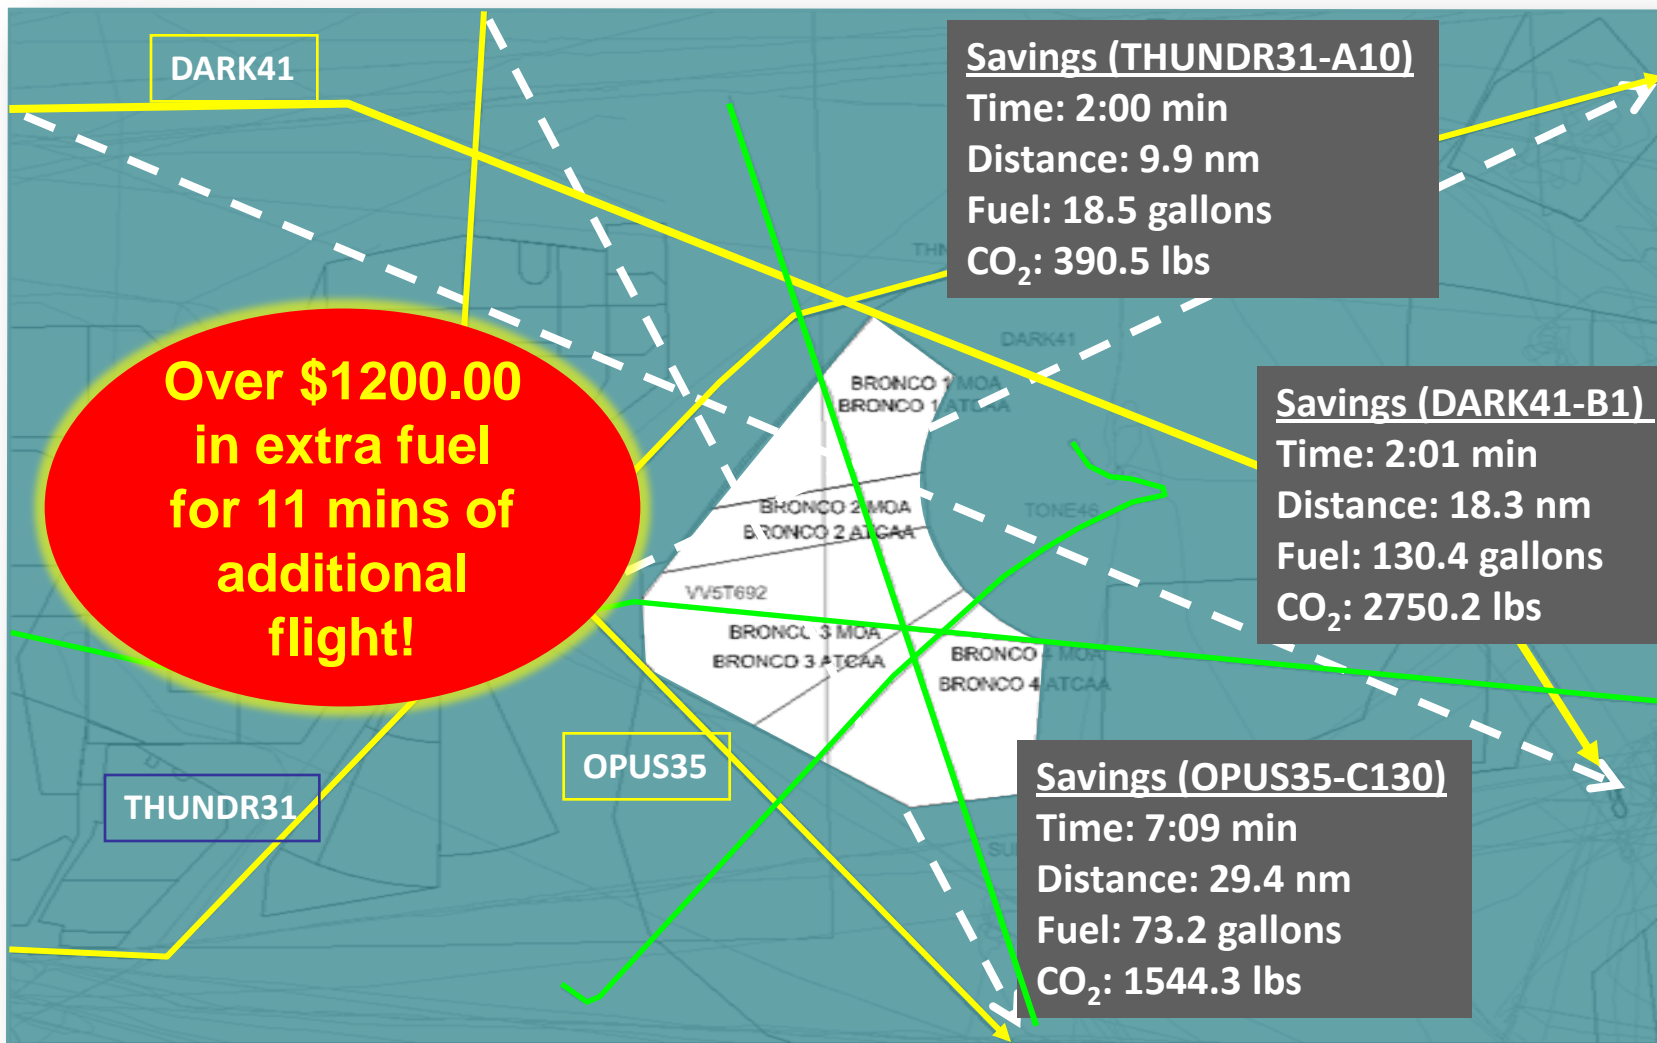 DARK41
Savings (THUNDR31-A10)
Time: 2:00 min
Distance: 9.9 nm
Fuel: 18.5 gallons
CO₂: 390.5 lbs
Over $1200.00
in extra fuel
for 11 mins of
additional
flight!
DARK41
BRONCO 1 MOA
BRONCO 1 ATCAA
Savings (DARK41-B1)
Time: 2:01 min
Distance: 18.3 nm
Fuel: 130.4 gallons
CO₂: 2750.2 lbs
BRONCO 2 MOA
BRONCO 2 ATCAA
TONE46
VV5T692
BRONCO 3 MOA
BRONCO 3 ATCAA
BRONCO 4 MOA
BRONCO 4 ATCAA
OPUS35
THUNDR31
Savings (OPUS35-C130)
Time: 7:09 min
Distance: 29.4 nm
Fuel: 73.2 gallons
CO₂: 1544.3 lbs